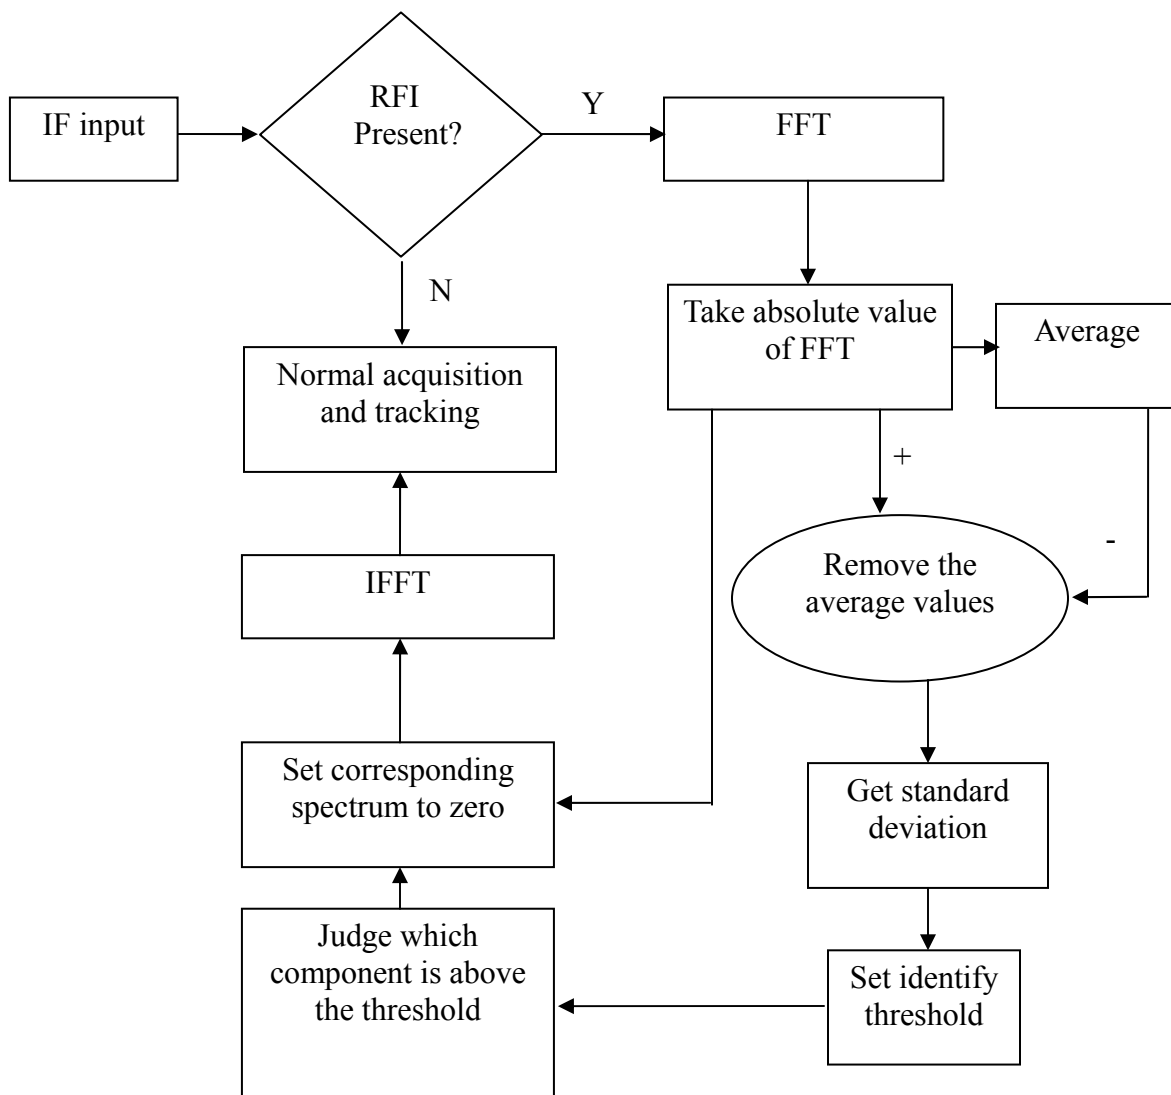 IF input
RFI
Present?
Y
FFT
N
Take absolute value
of FFT
Average
Normal acquisition
and tracking
+
-
Remove the
average values
IFFT
Set corresponding
spectrum to zero
Get standard
deviation
Judge which
component is above
the threshold
Set identify
threshold